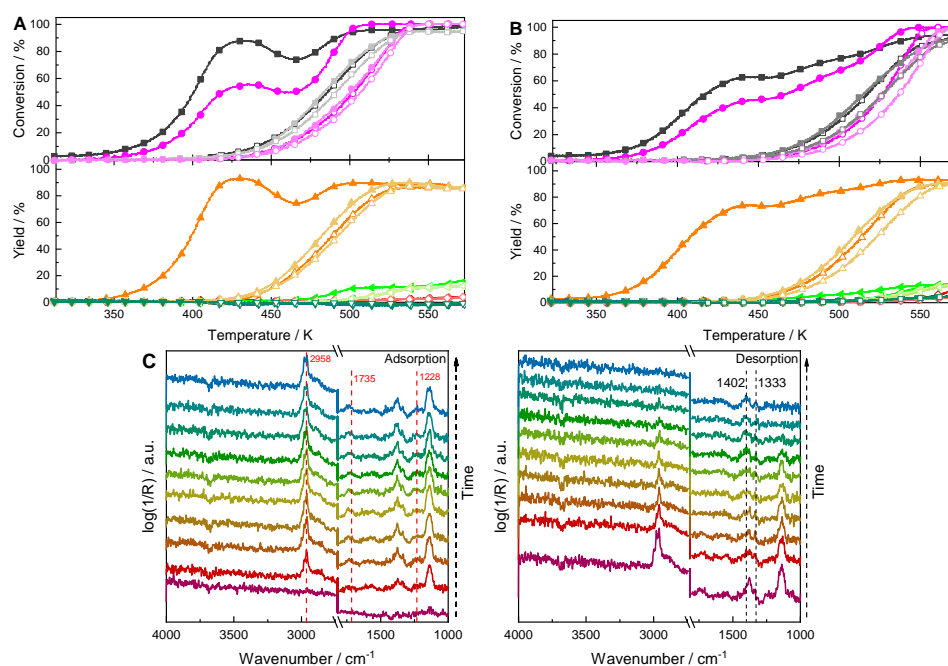 A
Conversion / %
100
80
60
40
20
0
Yield / %
100
80
60
40
20
0
350
400
450
500
550
Temperature / K
B
Conversion / %
100
80
60
40
20
0
Yield / %
100
80
60
40
20
0
350
400
450
500
550
Temperature / K
C
log(1/R) / a.u.
2958
Adsorption
1735
1228
Time
4000
3500
3000
1500
1000
Wavenumber / cm⁻¹
log(1/R) / a.u.
Desorption
1402
1333
Time
4000
3500
3000
1500
1000
Wavenumber / cm⁻¹